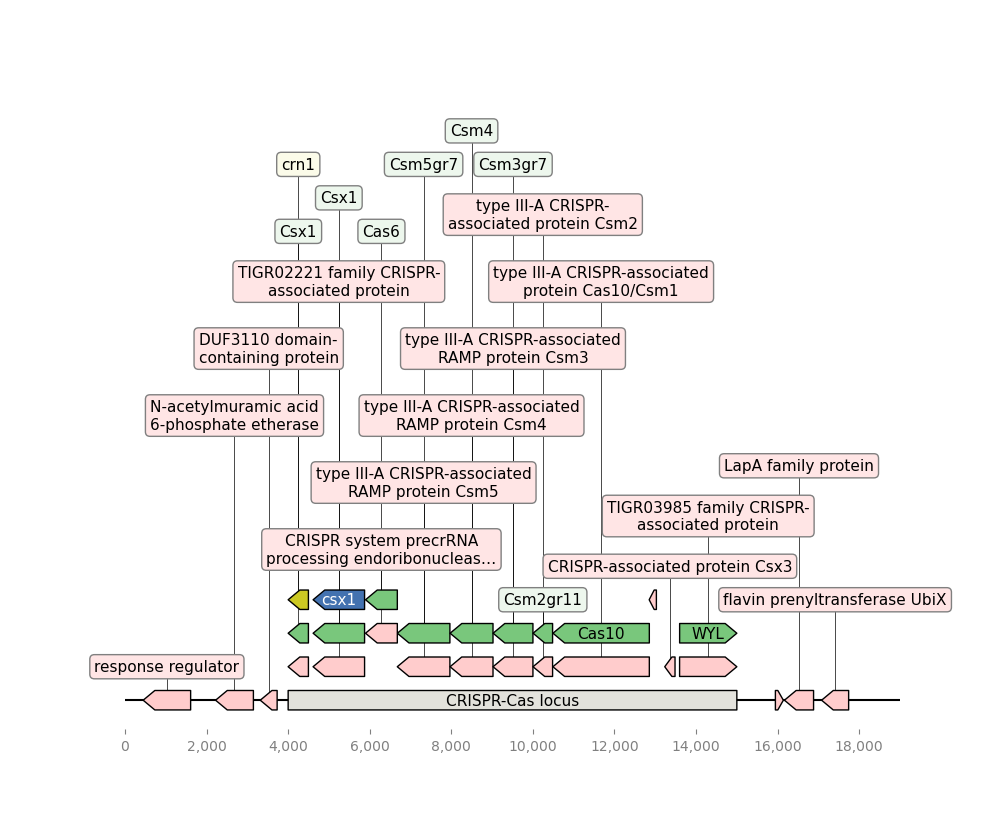 Csm4
crn1
Csm5gr7
Csm3gr7
Csx1
type III-A CRISPR-
associated protein Csm2
Csx1
Cas6
TIGR02221 family CRISPR-
associated protein
type III-A CRISPR-associated
protein Cas10/Csm1
DUF3110 domain-
containing protein
type III-A CRISPR-associated
RAMP protein Csm3
N-acetylmuramic acid
6-phosphate etherase
type III-A CRISPR-associated
RAMP protein Csm4
LapA family protein
type III-A CRISPR-associated
RAMP protein Csm5
TIGR03985 family CRISPR-
associated protein
CRISPR system precrRNA
processing endoribonucleas...
CRISPR-associated protein Csx3
csx1
Csm2gr11
flavin prenyltransferase UbiX
Cas10
WYL
response regulator
CRISPR-Cas locus
0
2,000
4,000
6,000
8,000
10,000
12,000
14,000
16,000
18,000